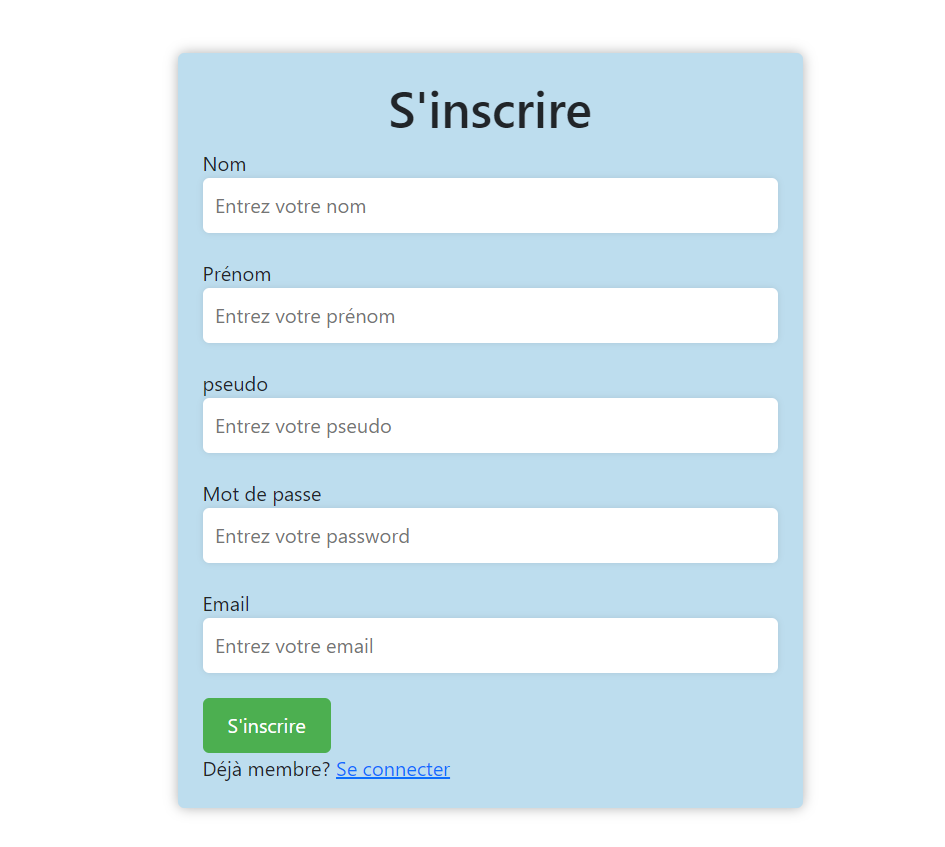 S'inscrire
Nom
Entrez votre nom
Prénom
Entrez votre prénom
pseudo
Entrez votre pseudo
Mot de passe
Entrez votre password
Email
Entrez votre email
S'inscrire
Déjà membre? Se connecter